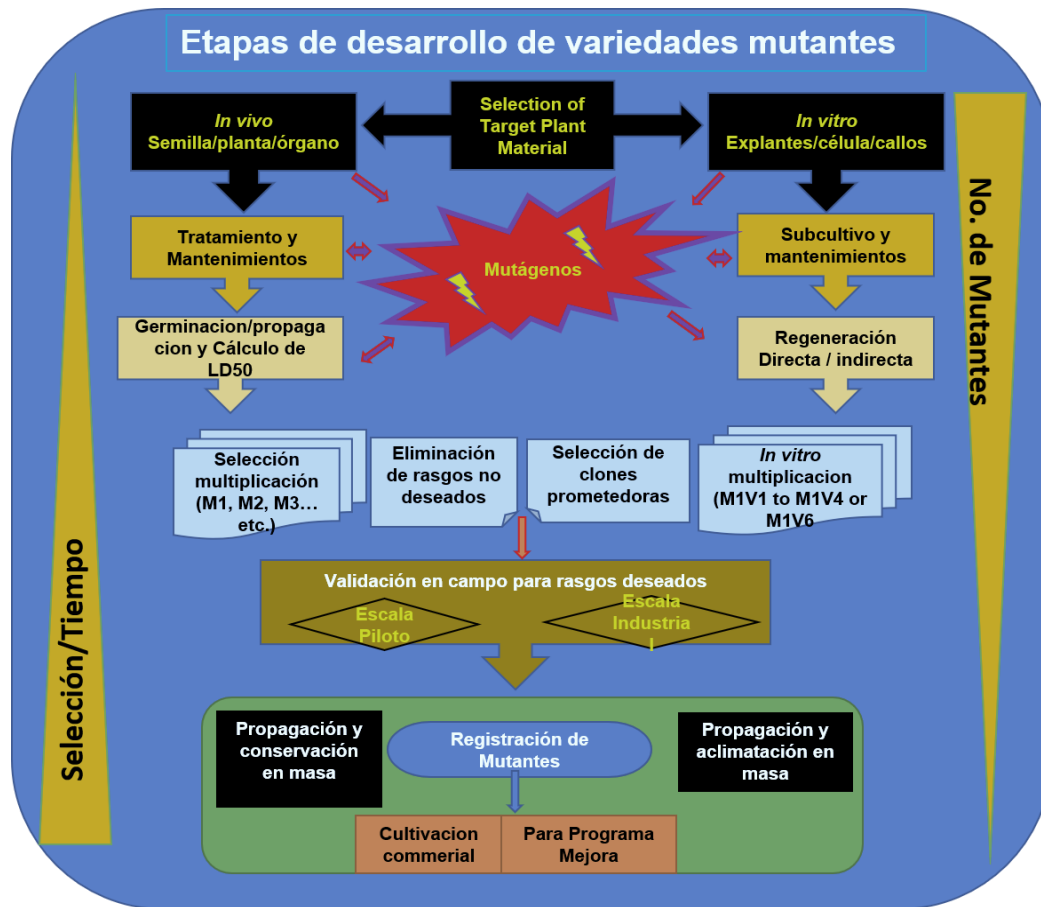 Etapas de desarrollo de variedades mutantes
In vivo
Semilla/planta/órgano
Selection of
Target Plant
Material
In vitro
Explantes/célula/callos
Tratamiento y
Mantenimientos
Mutágenos
Subcultivo y
mantenimientos
Germinacion/propaga
cion y Cálculo de
LD50
Regeneración
Directa / indirecta
Selección
multiplicación
(M1, M2, M3…
etc.)
Eliminación
de rasgos no
deseados
Selección de
clones
prometedoras
In vitro
multiplicacion
(M1V1 to M1V4 or
M1V6
Validación en campo para rasgos deseados
Escala
Piloto
Escala
Industria
l
Propagación y
conservación
en masa
Registración de
Mutantes
Propagación y
aclimatación en
masa
Cultivacion
commerial
Para Programa
Mejora
Selección/Tiempo
No. de Mutantes